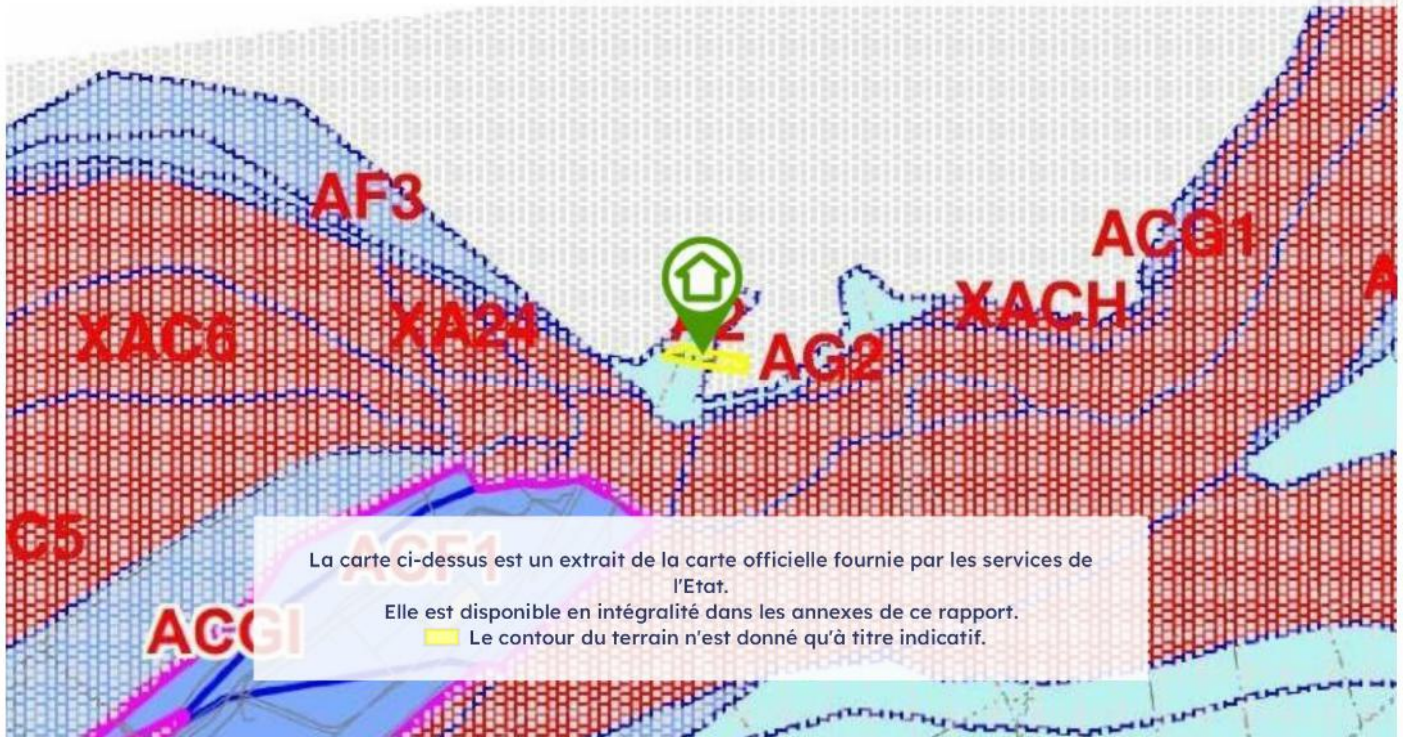 AF3
ACG1
XAC6
XA24
A2
XACH
A
AG2
C5
ACF1
La carte ci-dessus est un extrait de la carte officielle fournie par les services de
l'Etat.
Elle est disponible en intégralité dans les annexes de ce rapport.
Le contour du terrain n'est donné qu'à titre indicatif.
ACGI